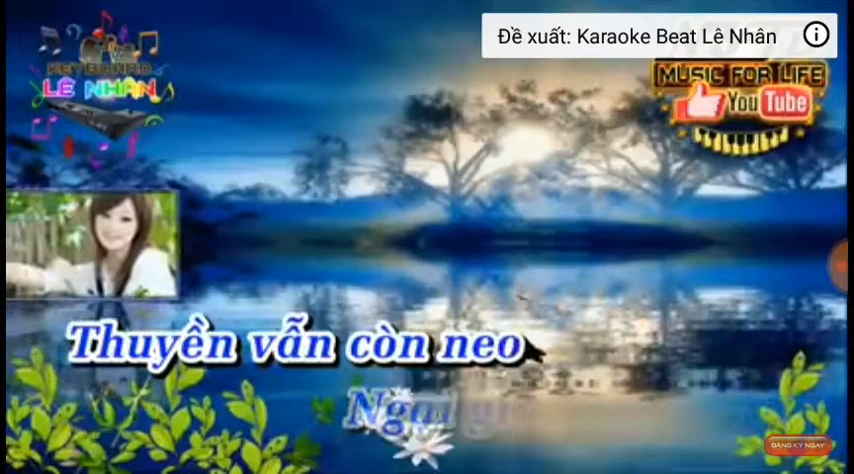 Đề xuất: Karaoke Beat Lê Nhân
KEYBOARD
LÊ NHÂN
MUSIC FOR LIFE
YouTube
Thuyền vẫn còn neo
ĐĂNG KÝ NGAY